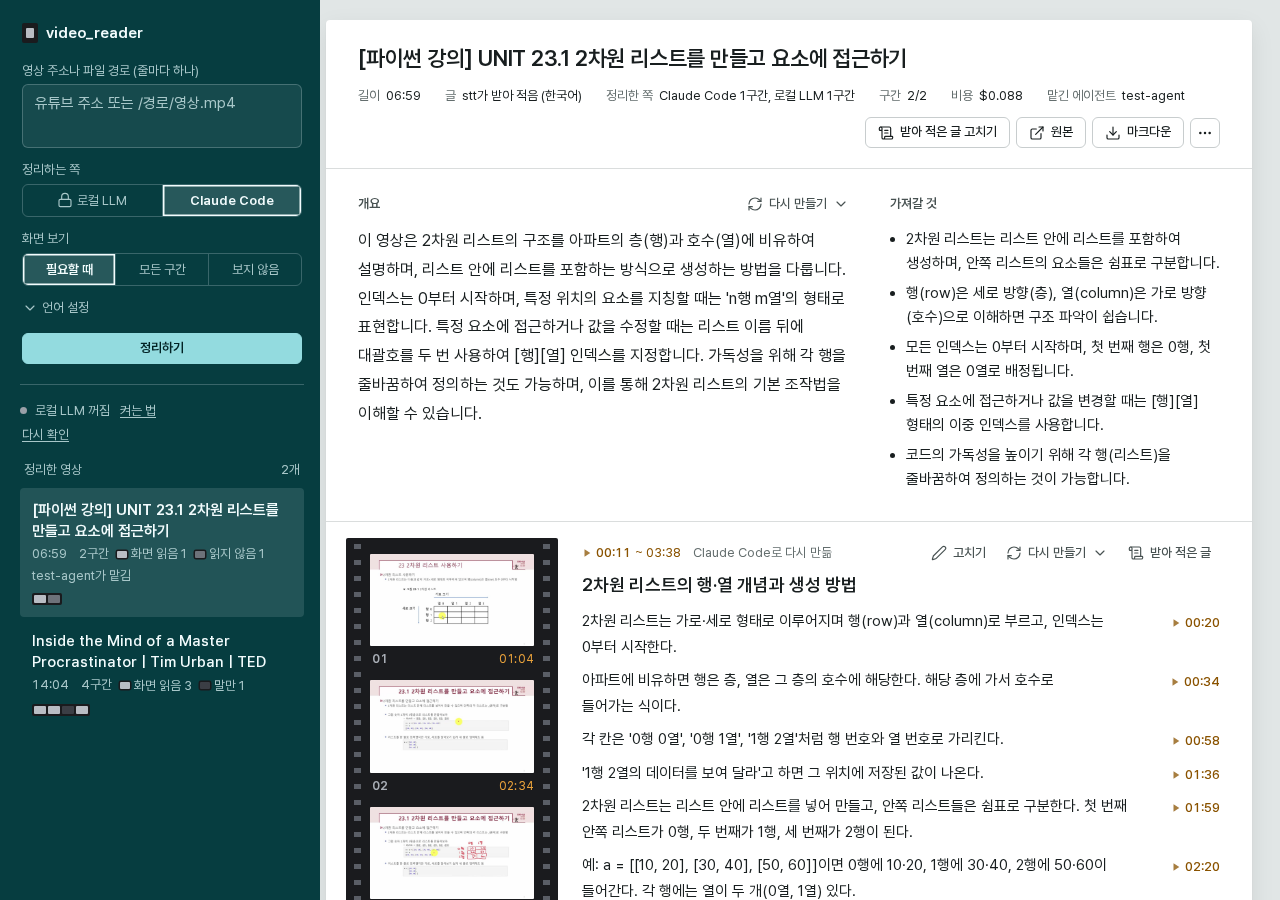 video_reader
영상 주소나 파일 경로 (줄마다 하나)
유튜브 주소 또는 /경로/영상.mp4
정리하는 쪽
로컬 LLM
Claude Code
화면 보기
필요할 때
모든 구간
보지 않음
언어 설정
정리하기
로컬 LLM 꺼짐 켜는 법
다시 확인
정리한 영상 2개
[파이썬 강의] UNIT 23.1 2차원 리스트를
만들고 요소에 접근하기
06:59 2구간 화면 읽음 1 읽지 않음 1
test-agent가 맡김
Inside the Mind of a Master
Procrastinator | Tim Urban | TED
14:04 4구간 화면 읽음 3 말만 1
[파이썬 강의] UNIT 23.1 2차원 리스트를 만들고 요소에 접근하기
길이 06:59 글 stt가 받아 적음 (한국어) 정리한 쪽 Claude Code 1구간, 로컬 LLM 1구간 구간 2/2 비용 $0.088 맡긴 에이전트 test-agent
받아 적은 글 고치기
원본
마크다운
개요
다시 만들기
이 영상은 2차원 리스트의 구조를 아파트의 층(행)과 호수(열)에 비유하여
설명하며, 리스트 안에 리스트를 포함하는 방식으로 생성하는 방법을 다룹니다.
인덱스는 0부터 시작하며, 특정 위치의 요소를 지칭할 때는 'n행 m열'의 형태로
표현합니다. 특정 요소에 접근하거나 값을 수정할 때는 리스트 이름 뒤에
대괄호를 두 번 사용하여 [행][열] 인덱스를 지정합니다. 가독성을 위해 각 행을
줄바꿈하여 정의하는 것도 가능하며, 이를 통해 2차원 리스트의 기본 조작법을
이해할 수 있습니다.
가져갈 것
2차원 리스트는 리스트 안에 리스트를 포함하여
생성하며, 안쪽 리스트의 요소들은 쉼표로 구분합니다.
행(row)은 세로 방향(층), 열(column)은 가로 방향
(호수)으로 이해하면 구조 파악이 쉽습니다.
모든 인덱스는 0부터 시작하며, 첫 번째 행은 0행, 첫
번째 열은 0열로 배정됩니다.
특정 요소에 접근하거나 값을 변경할 때는 [행][열]
형태의 이중 인덱스를 사용합니다.
코드의 가독성을 높이기 위해 각 행(리스트)을
줄바꿈하여 정의하는 것이 가능합니다.
23.1 2차원 리스트 사용하기
01 01:04
23.1 2차원 리스트를 만들고 요소에 접근하기
02 02:34
23.1 2차원 리스트를 만들고 요소에 접근하기
00:11 ~ 03:38 Claude Code로 다시 만듦
고치기
다시 만들기
받아 적은 글
2차원 리스트의 행·열 개념과 생성 방법
2차원 리스트는 가로·세로 형태로 이루어지며 행(row)과 열(column)로 부르고, 인덱스는 00:20
0부터 시작한다.
아파트에 비유하면 행은 층, 열은 그 층의 호수에 해당한다. 해당 층에 가서 호수로 00:34
들어가는 식이다.
각 칸은 '0행 0열', '0행 1열', '1행 2열'처럼 행 번호와 열 번호로 가리킨다. 00:58
'1행 2열의 데이터를 보여 달라'고 하면 그 위치에 저장된 값이 나온다. 01:36
2차원 리스트는 리스트 안에 리스트를 넣어 만들고, 안쪽 리스트들은 쉼표로 구분한다. 첫 번째 01:59
안쪽 리스트가 0행, 두 번째가 1행, 세 번째가 2행이 된다.
예: a = [[10, 20], [30, 40], [50, 60]]이면 0행에 10·20, 1행에 30·40, 2행에 50·60이 02:20
들어간다. 각 행에는 열이 두 개(0열, 1열) 있다.